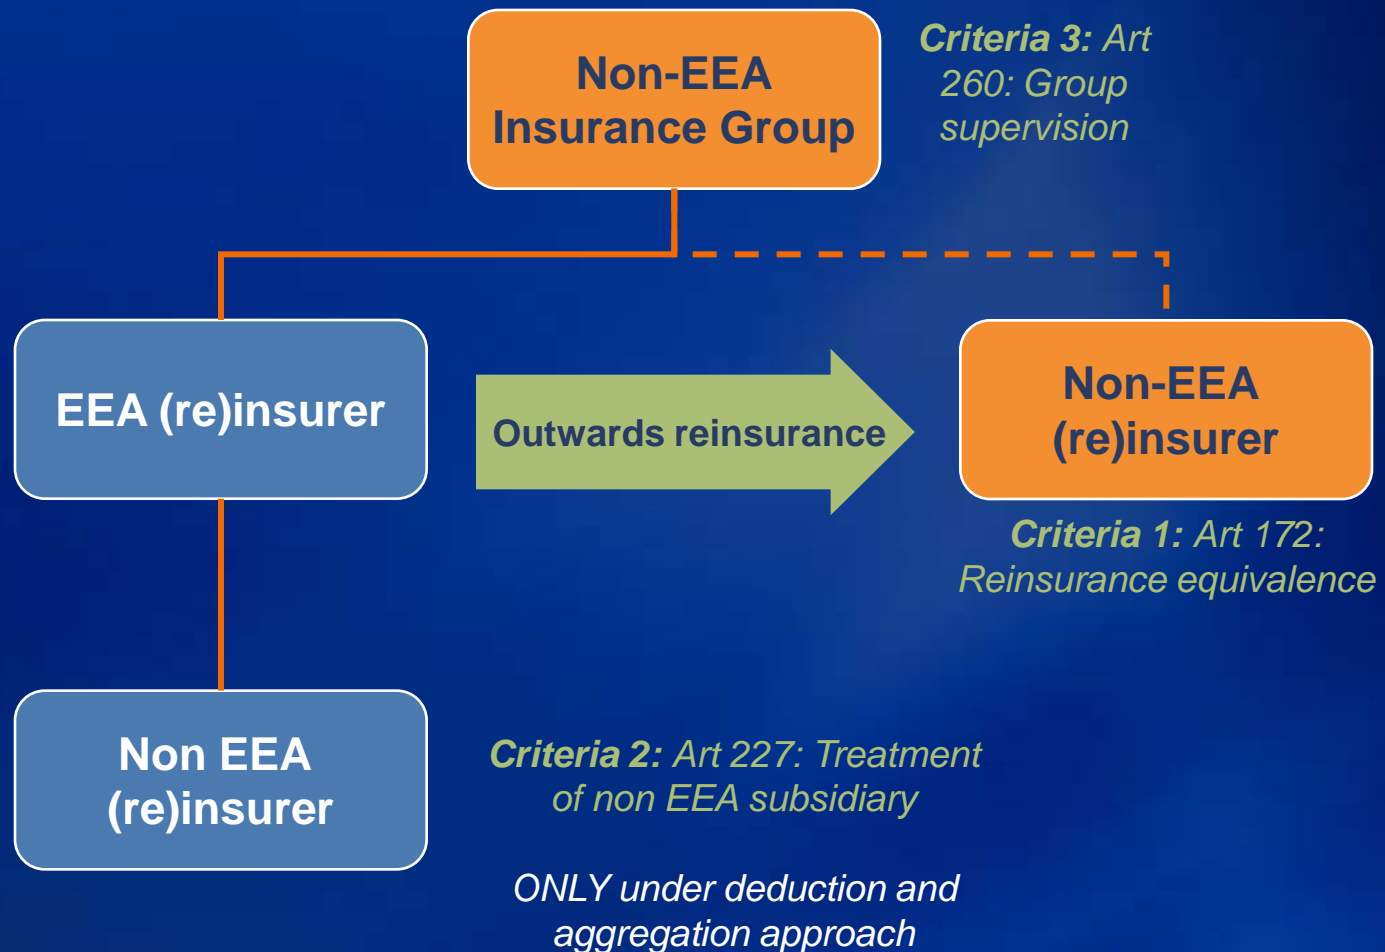 Non-EEA
Insurance Group
Criteria 3: Art
260: Group
supervision
EEA (re)insurer
Outwards reinsurance
Non-EEA
(re)insurer
Criteria 1: Art 172:
Reinsurance equivalence
Non EEA
(re)insurer
Criteria 2: Art 227: Treatment
of non EEA subsidiary
ONLY under deduction and
aggregation approach